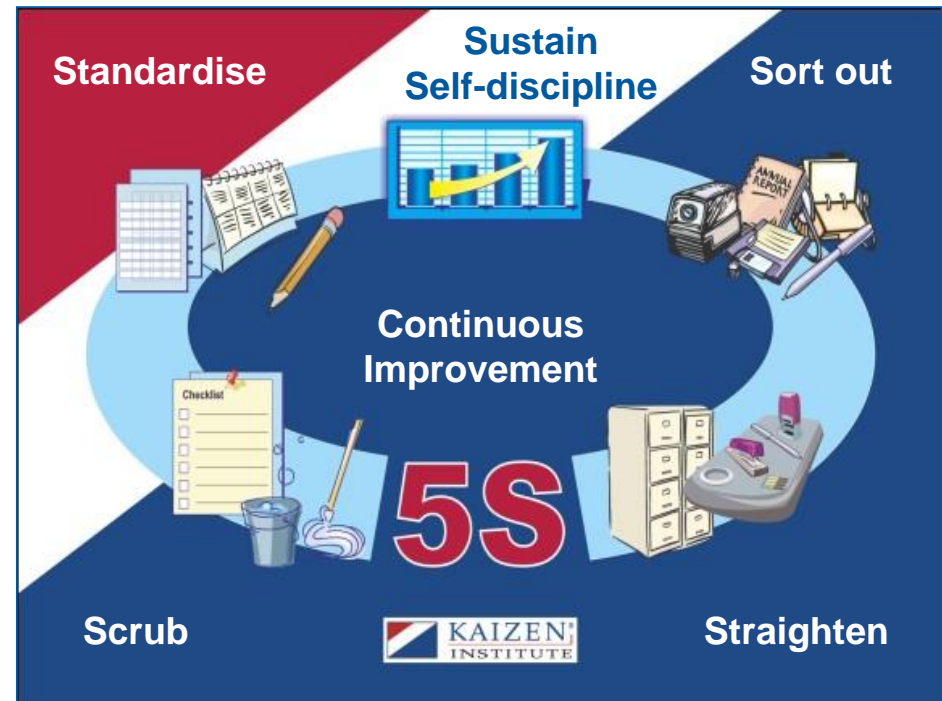 Sustain
Self-discipline
Standardise
Sort out
ANNUAL
REPORT
Continuous
Improvement
Checklist
5S
Scrub
KAIZEN
INSTITUTE
Straighten